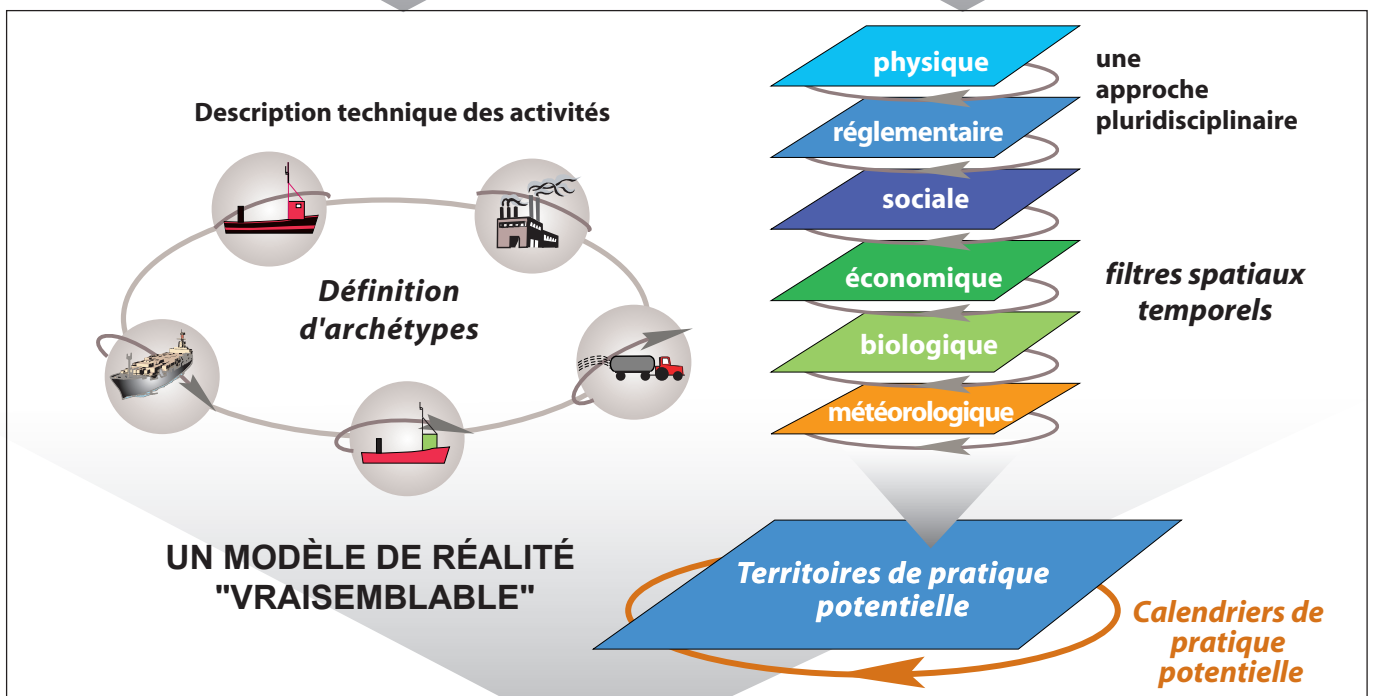 Description technique des activités
Définition
d'archétypes
UN MODÈLE DE RÉALITÉ
"VRAISEMBLABLE"
physique
réglementaire
sociale
économique
biologique
météorologique
une
approche
pluridisciplinaire
filtres spatiaux
temporels
Territoires de pratique
potentielle
Calendriers de
pratique
potentielle